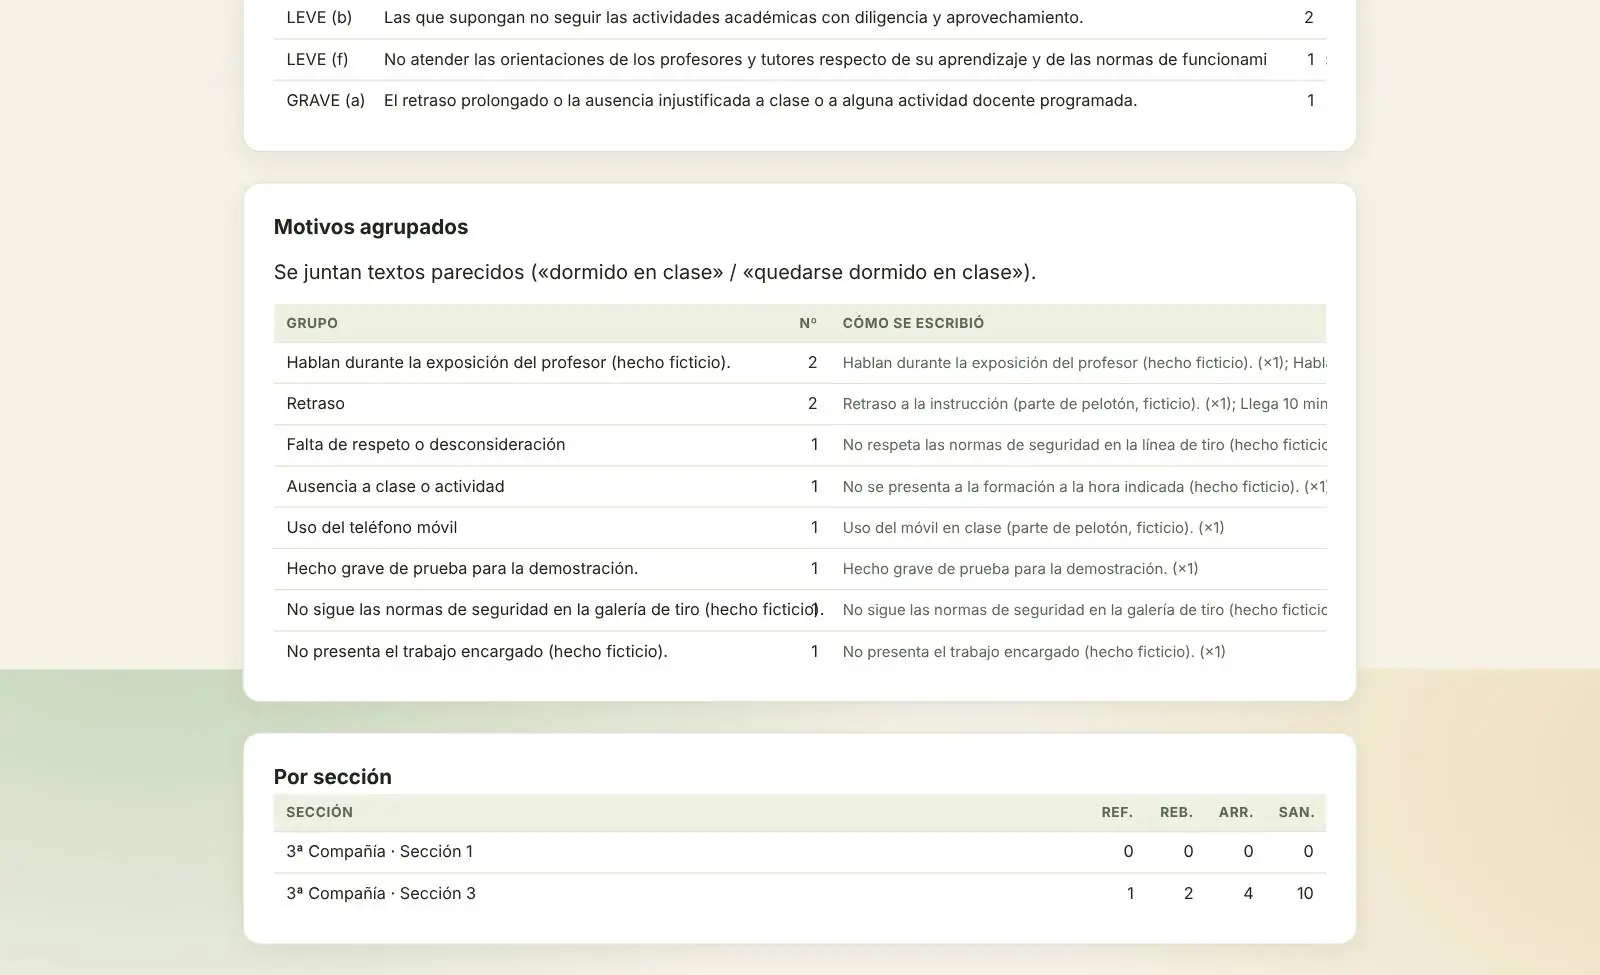 LEVE (b) Las que supongan no seguir las actividades académicas con diligencia y aprovechamiento. 2
LEVE (f) No atender las orientaciones de los profesores y tutores respecto de su aprendizaje y de las normas de funcionami 1
GRAVE (a) El retraso prolongado o la ausencia injustificada a clase o a alguna actividad docente programada. 1
Motivos agrupados
Se juntan textos parecidos («dormido en clase» / «quedarse dormido en clase»).
GRUPO Nº CÓMO SE ESCRIBIÓ
Hablan durante la exposición del profesor (hecho ficticio). 2 Hablan durante la exposición del profesor (hecho ficticio). (×1); Habl
Retraso 2 Retraso a la instrucción (parte de pelotón, ficticio). (×1); Llega 10 min
Falta de respeto o desconsideración 1 No respeta las normas de seguridad en la línea de tiro (hecho ficticio
Ausencia a clase o actividad 1 No se presenta a la formación a la hora indicada (hecho ficticio). (×1)
Uso del teléfono móvil 1 Uso del móvil en clase (parte de pelotón, ficticio). (×1)
Hecho grave de prueba para la demostración. 1 Hecho grave de prueba para la demostración. (×1)
No sigue las normas de seguridad en la galería de tiro (hecho ficticio). 1 No sigue las normas de seguridad en la galería de tiro (hecho ficticio
No presenta el trabajo encargado (hecho ficticio). 1 No presenta el trabajo encargado (hecho ficticio). (×1)
Por sección
SECCIÓN REF. REB. ARR. SAN.
3ª Compañía · Sección 1 0 0 0 0
3ª Compañía · Sección 3 1 2 4 10